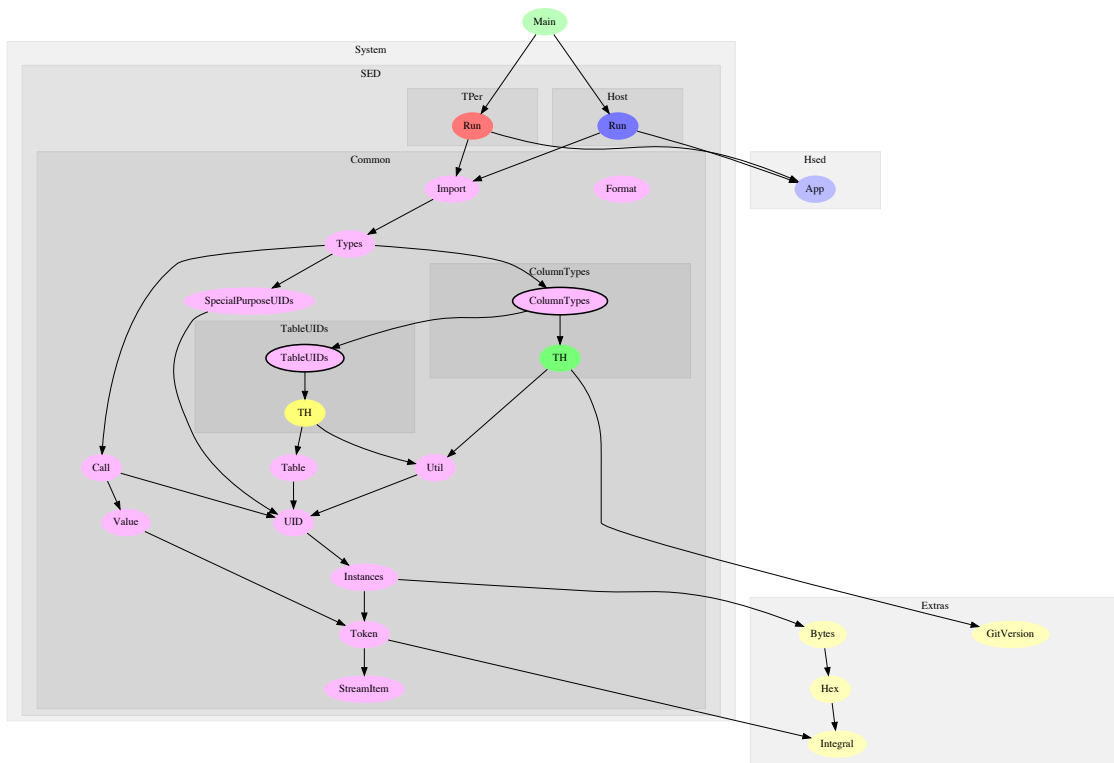 Main
System
SED
TPer
Host
Run
Run
Common
Hsed
Import
Format
App
Types
ColumnTypes
SpecialPurposeUIDs
ColumnTypes
TableUIDs
TableUIDs
TH
TH
Call
Table
Util
Value
UID
Instances
Extras
Token
Bytes
GitVersion
StreamItem
Hex
Integral